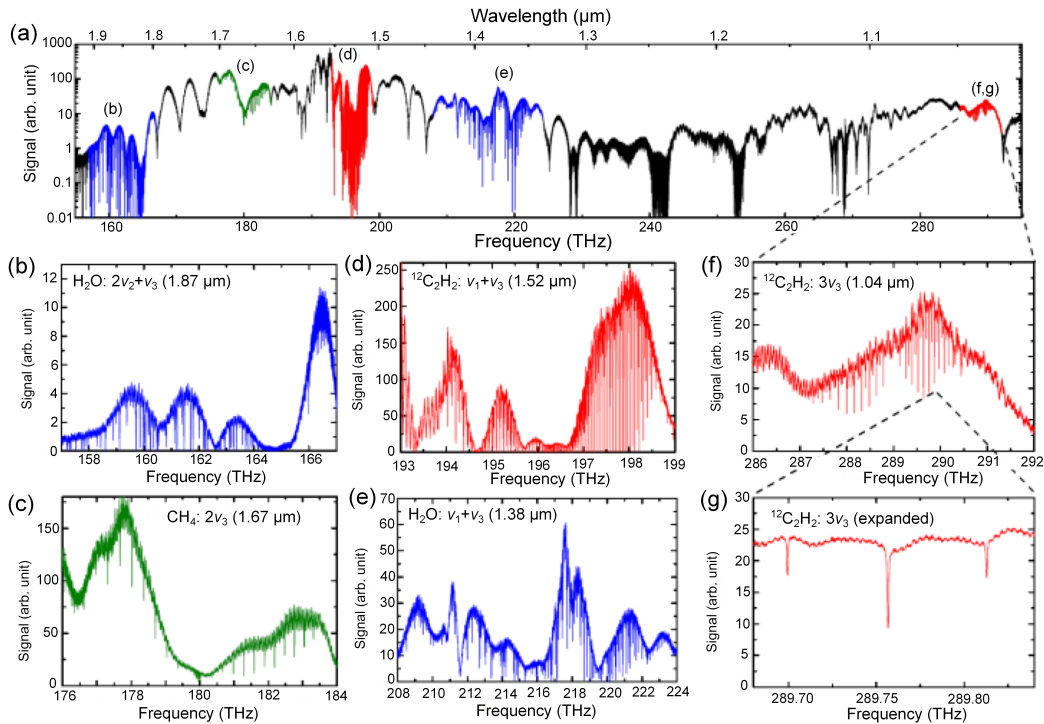 Wavelength (μm)
(a)
1.9 1.8 1.7 1.6 1.5 1.4 1.3 1.2 1.1
1000
100
10
1
0.1
0.01
Signal (arb. unit)
(b) (c) (d) (e) (f,g)
160 180 200 220 240 260 280
Frequency (THz)
(b)
H₂O: 2ν₂+ν₃ (1.87 μm)
12
10
8
6
4
2
0
Signal (arb. unit)
158 160 162 164 166
Frequency (THz)
(d)
¹²C₂H₂: ν₁+ν₃ (1.52 μm)
250
200
150
100
50
0
Signal (arb. unit)
193 194 195 196 197 198 199
Frequency (THz)
(f)
¹²C₂H₂: 3ν₃ (1.04 μm)
30
25
20
15
10
5
0
Signal (arb. unit)
286 287 288 289 290 291 292
Frequency (THz)
(c)
CH₄: 2ν₃ (1.67 μm)
150
100
50
0
Signal (arb. unit)
176 178 180 182 184
Frequency (THz)
(e)
H₂O: ν₁+ν₃ (1.38 μm)
70
60
50
40
30
20
10
0
Signal (arb. unit)
208 210 212 214 216 218 220 222 224
Frequency (THz)
(g)
¹²C₂H₂: 3ν₃ (expanded)
30
25
20
15
10
5
0
Signal (arb. unit)
289.70 289.75 289.80
Frequency (THz)